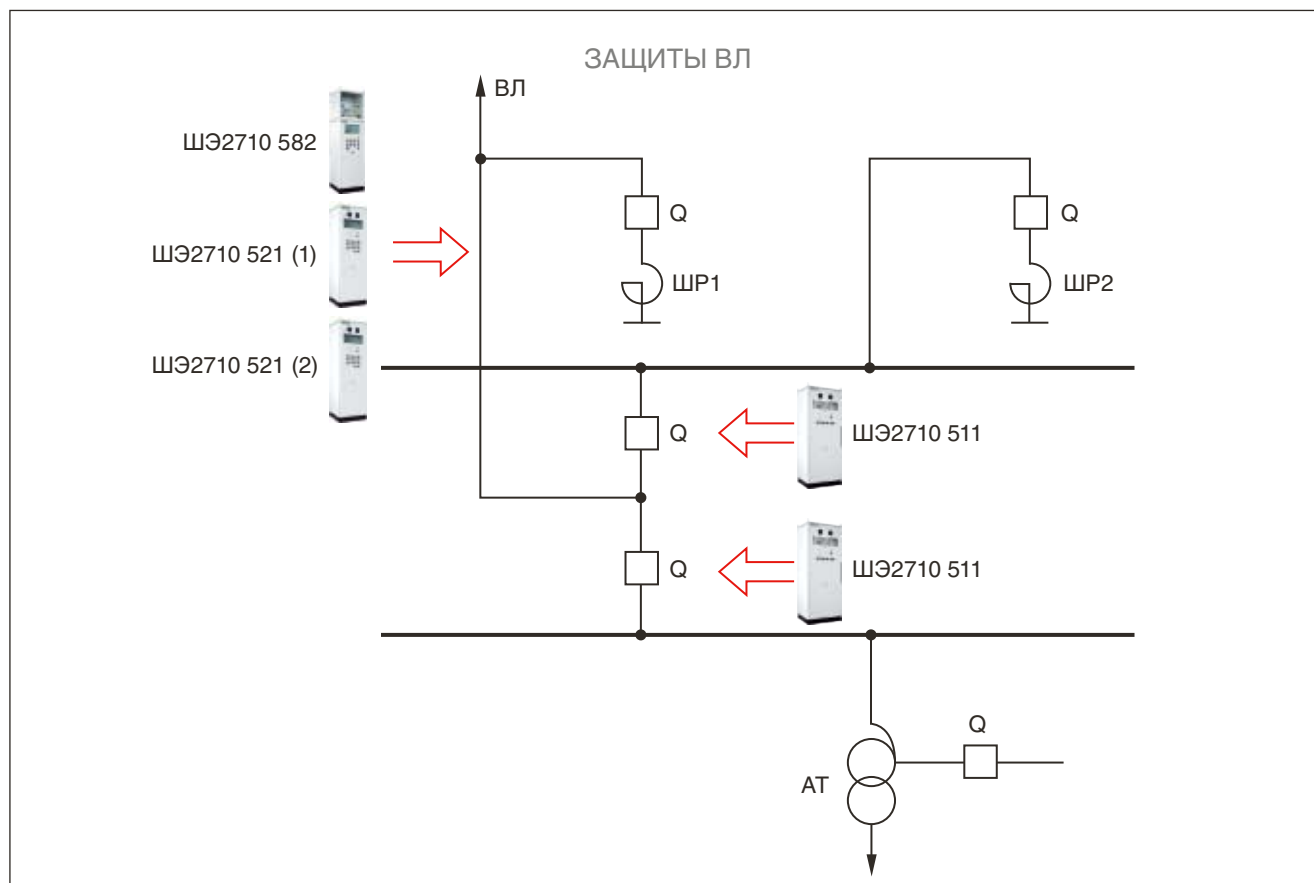 ЗАЩИТЫ ВЛ
ВЛ
ШЭ2710 582
Q
Q
ШЭ2710 521 (1)
ШР1
ШР2
ШЭ2710 521 (2)
Q
ШЭ2710 511
Q
ШЭ2710 511
Q
АТ